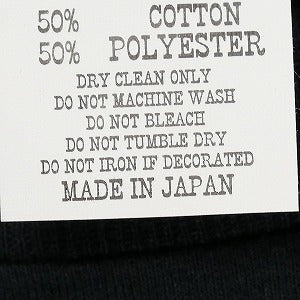 50% COTTON
50% POLYESTER
DRY CLEAN ONLY
DO NOT MACHINE WASH
DO NOT BLEACH
DO NOT TUMBLE DRY
DO NOT IRON IF DECORATED
MADE IN JAPAN